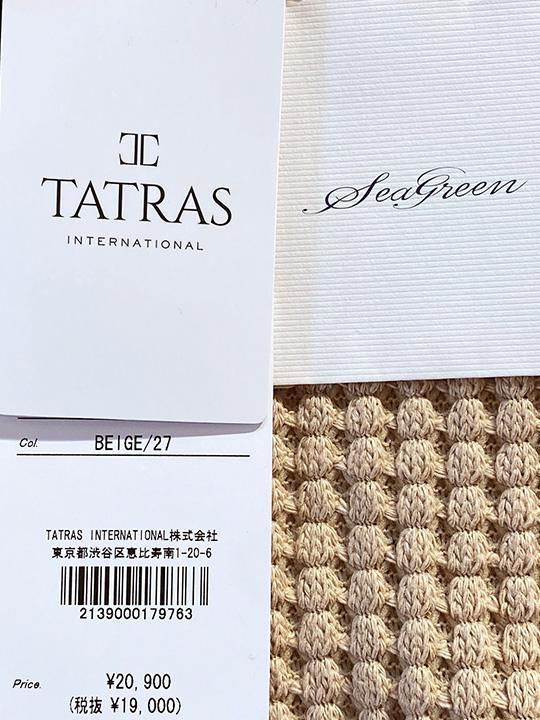 TATRAS
INTERNATIONAL
SeaGreen
Col. BEIGE/27
TATRAS INTERNATIONAL株式会社
東京都渋谷区恵比寿南1-20-6
2139000179763
Price. ¥20,900
(税抜 ¥19,000)